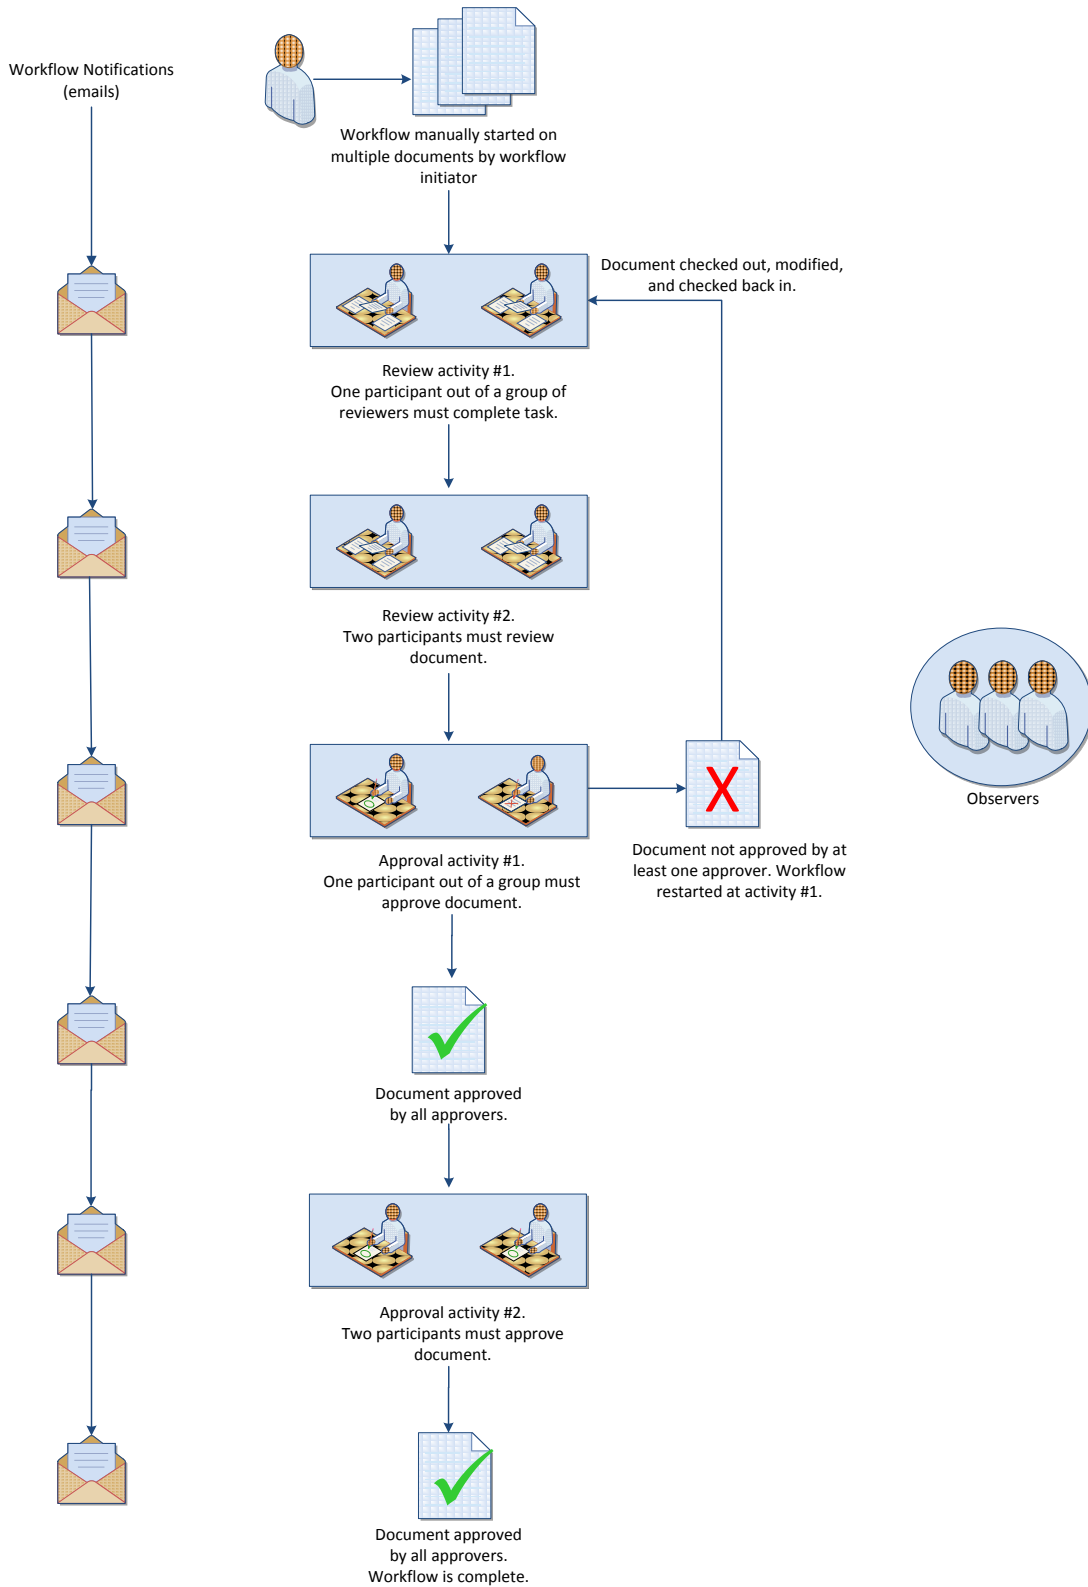 Workflow Notifications
(emails)
Workflow manually started on
multiple documents by workflow
initiator
Document checked out, modified,
and checked back in.
Review activity #1.
One participant out of a group of
reviewers must complete task.
Review activity #2.
Two participants must review
document.
Observers
Approval activity #1.
One participant out of a group must
approve document.
X
Document not approved by at
least one approver. Workflow
restarted at activity #1.
Document approved
by all approvers.
Approval activity #2.
Two participants must approve
document.
Document approved
by all approvers.
Workflow is complete.